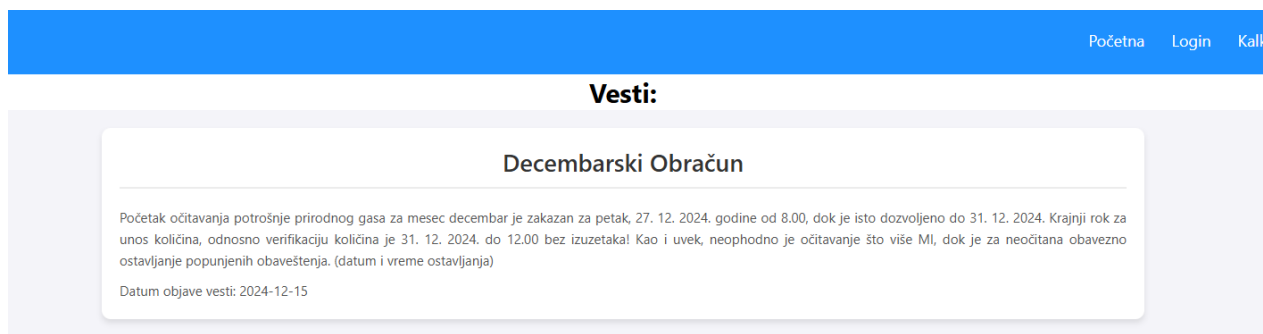 Početna Login
Vesti:
Decembarski Obračun
Početak očitavanja potrošnje prirodnog gasa za mesec decembar je zakazan za petak, 27. 12. 2024. godine od 8.00, dok je isto dozvoljeno do 31. 12. 2024. Krajnji rok za
unos količina, odnosno verifikaciju količina je 31. 12. 2024. do 12.00 bez izuzetaka! Kao i uvek, neophodno je očitavanje što više MI, dok je za neočitana obavezno
ostavljanje popunjenih obaveštenja. (datum i vreme ostavljanja)
Datum objave vesti: 2024-12-15